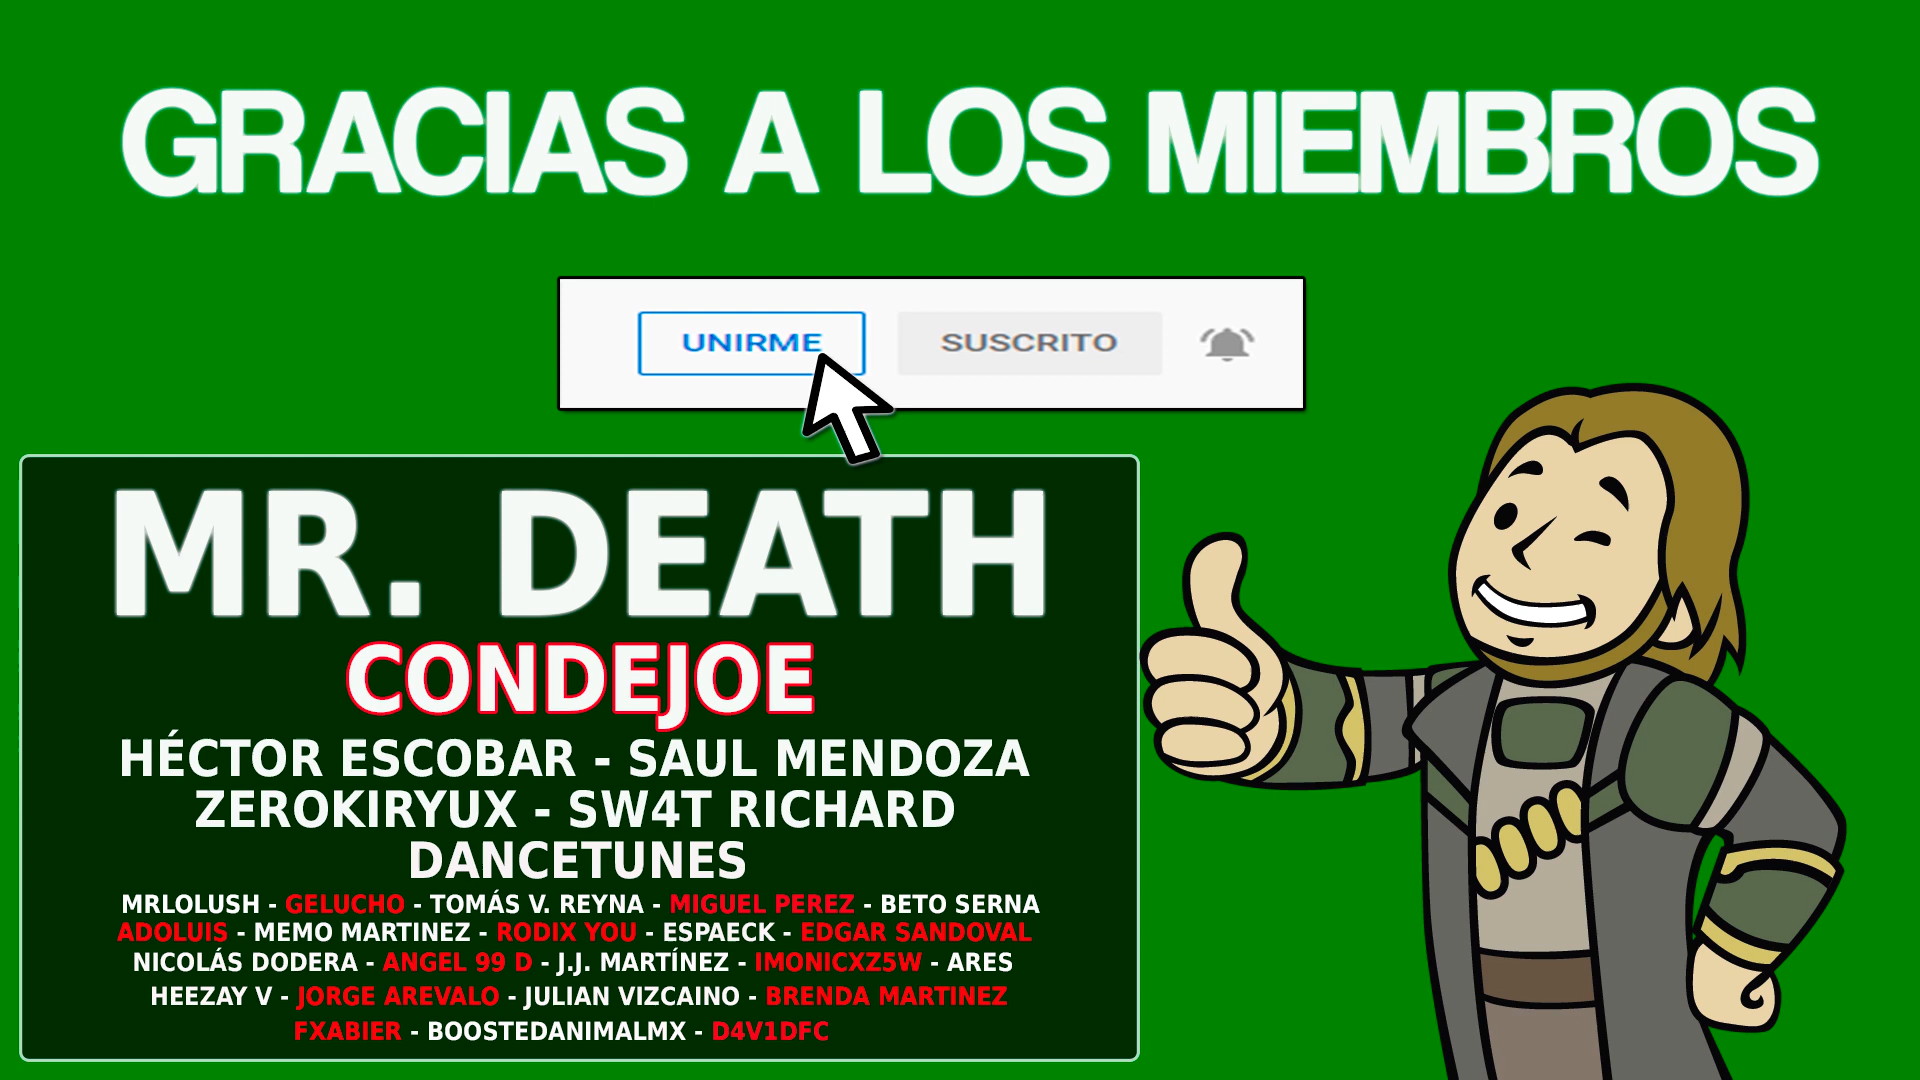 GRACIAS A LOS MIEMBROS
UNIRME SUSCRITO
MR. DEATH
CONDEJOE
HÉCTOR ESCOBAR - SAUL MENDOZA
ZEROKIRYUX - SW4T RICHARD
DANCETUNES
MRLOLUSH - GELUCHO - TOMÁS V. REYNA - MIGUEL PEREZ - BETO SERNA
ADOLUIS - MEMO MARTINEZ - RODIX YOU - ESPAECK - EDGAR SANDOVAL
NICOLÁS DODERA - ANGEL 99 D - J.J. MARTÍNEZ - IMONICXZ5W - ARES
HEEZAY V - JORGE AREVALO - JULIAN VIZCAINO - BRENDA MARTINEZ
FXABIER - BOOSTEDANIMALMX - D4V1DFC